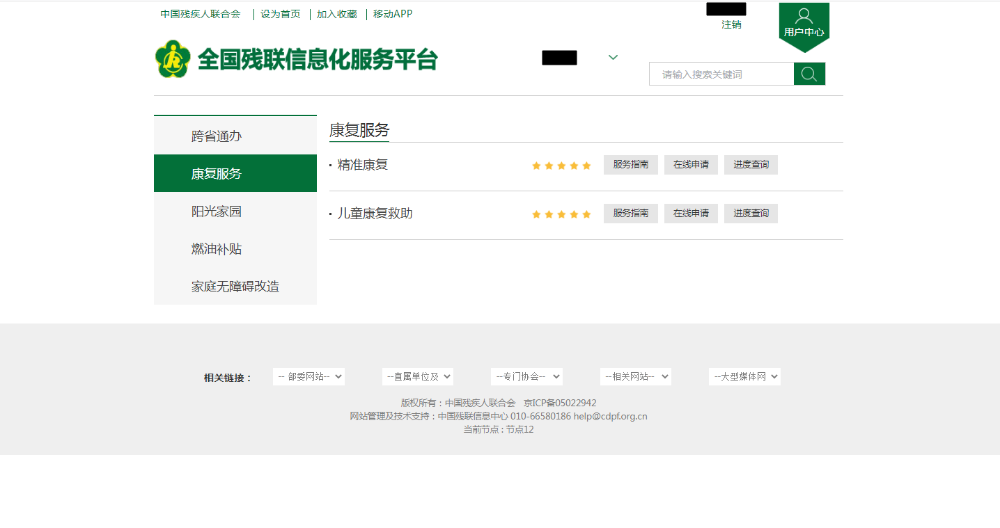 中国残疾人联合会 | 设为首页 | 加入收藏 | 移动APP
注销
用户中心
全国残联信息化服务平台
请输入搜索关键词
跨省通办
康复服务
阳光家园
燃油补贴
家庭无障碍改造
康复服务
精准康复 服务指南 在线申请 进度查询
儿童康复救助 服务指南 在线申请 进度查询
相关链接： -- 部委网站-- --直属单位及 --专门协会-- --相关网站-- --大型媒体网
版权所有：中国残疾人联合会 京ICP备05022942
网站管理及技术支持：中国残联信息中心 010-66580186 help@cdpf.org.cn
当前节点 : 节点12